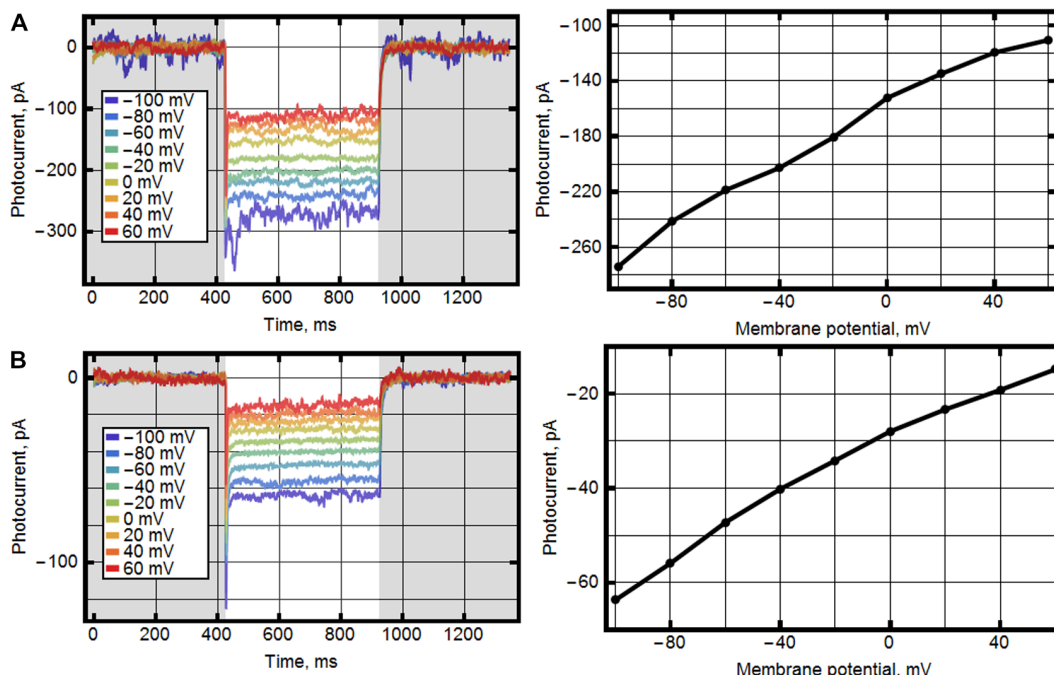 A
Photocurrent, pA
0
−100
−200
−300
−100 mV
−80 mV
−60 mV
−40 mV
−20 mV
0 mV
20 mV
40 mV
60 mV
0 200 400 600 800 1000 1200
Time, ms
Photocurrent, pA
−100
−140
−180
−220
−260
−80 −40 0 40
Membrane potential, mV
B
Photocurrent, pA
0
−100
−100 mV
−80 mV
−60 mV
−40 mV
−20 mV
0 mV
20 mV
40 mV
60 mV
0 200 400 600 800 1000 1200
Time, ms
Photocurrent, pA
−20
−40
−60
−80 −40 0 40
Membrane potential, mV